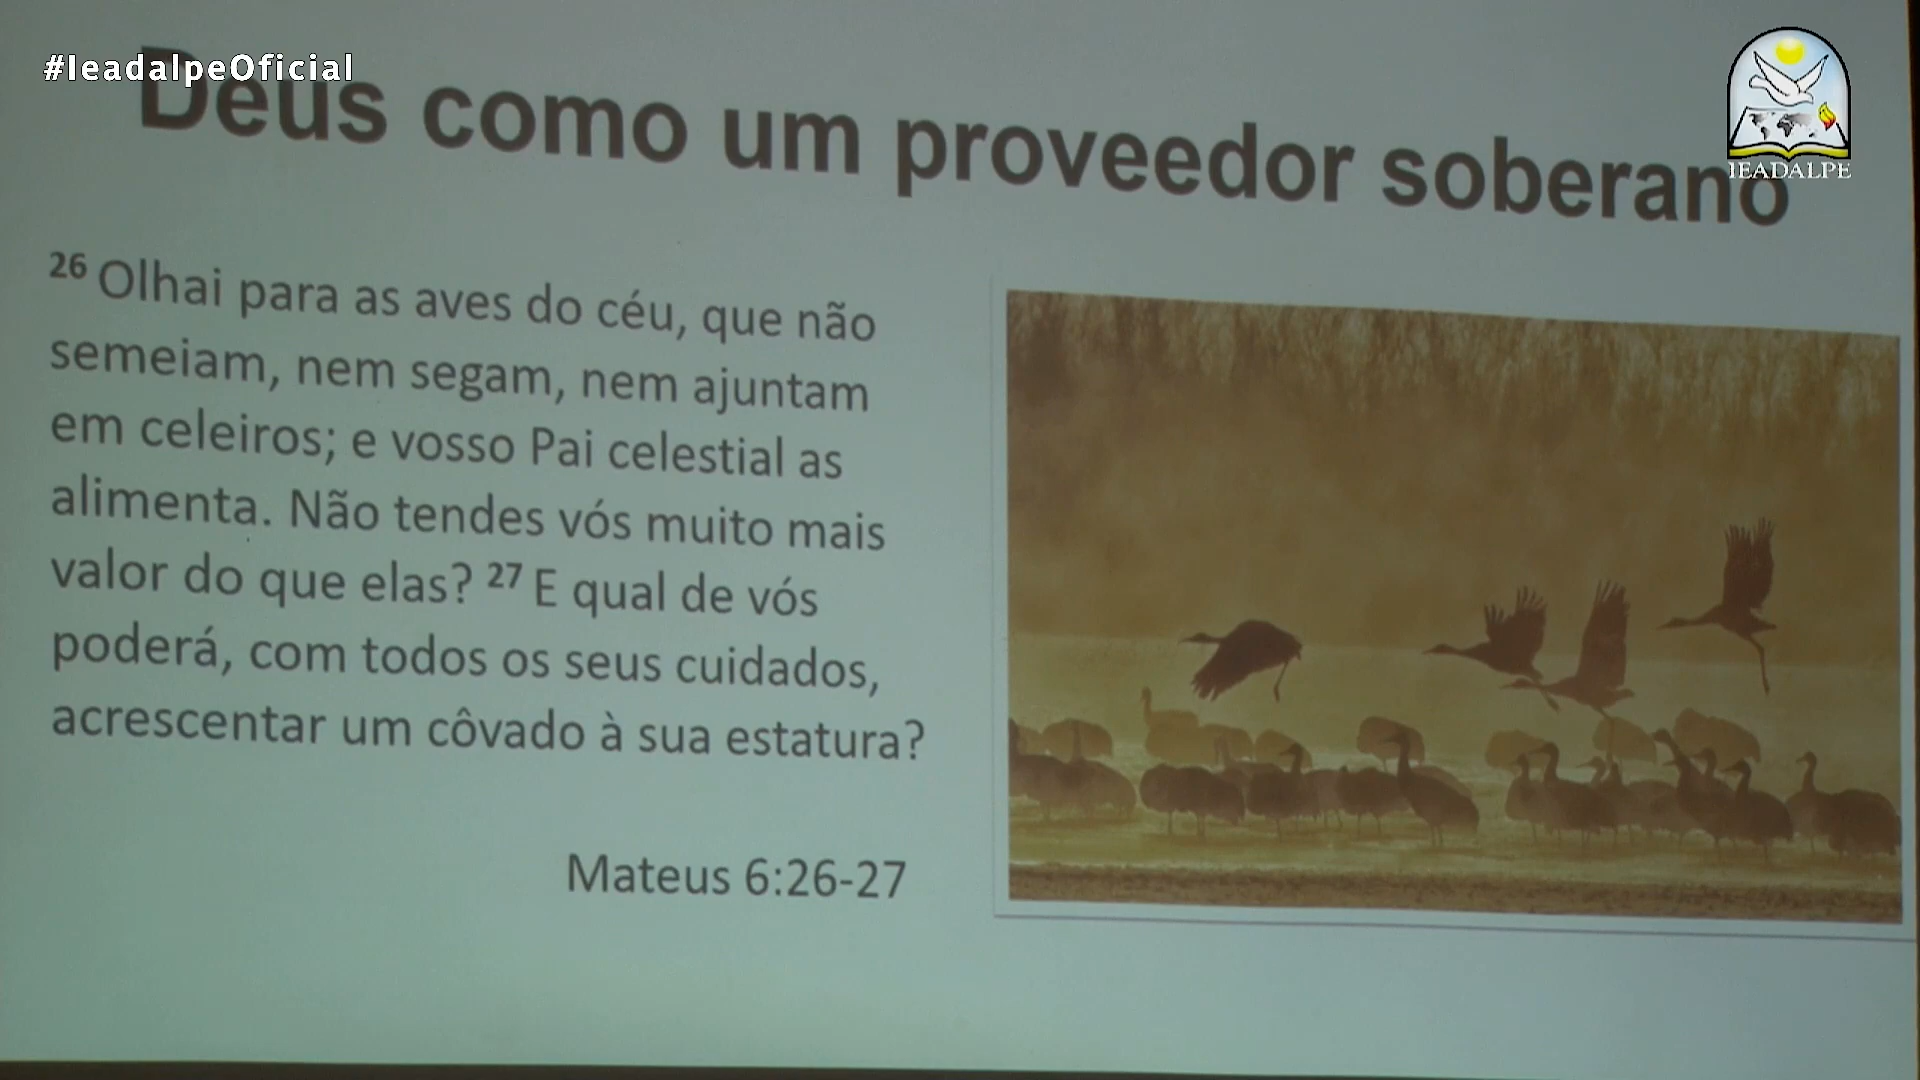 #IeadalpeOficial
IEADALPE
Deus como um proveedor soberano
26 Olhai para as aves do céu, que não
semeiam, nem segam, nem ajuntam
em celeiros; e vosso Pai celestial as
alimenta. Não tendes vós muito mais
valor do que elas? 27 E qual de vós
poderá, com todos os seus cuidados,
acrescentar um côvado à sua estatura?
Mateus 6:26-27